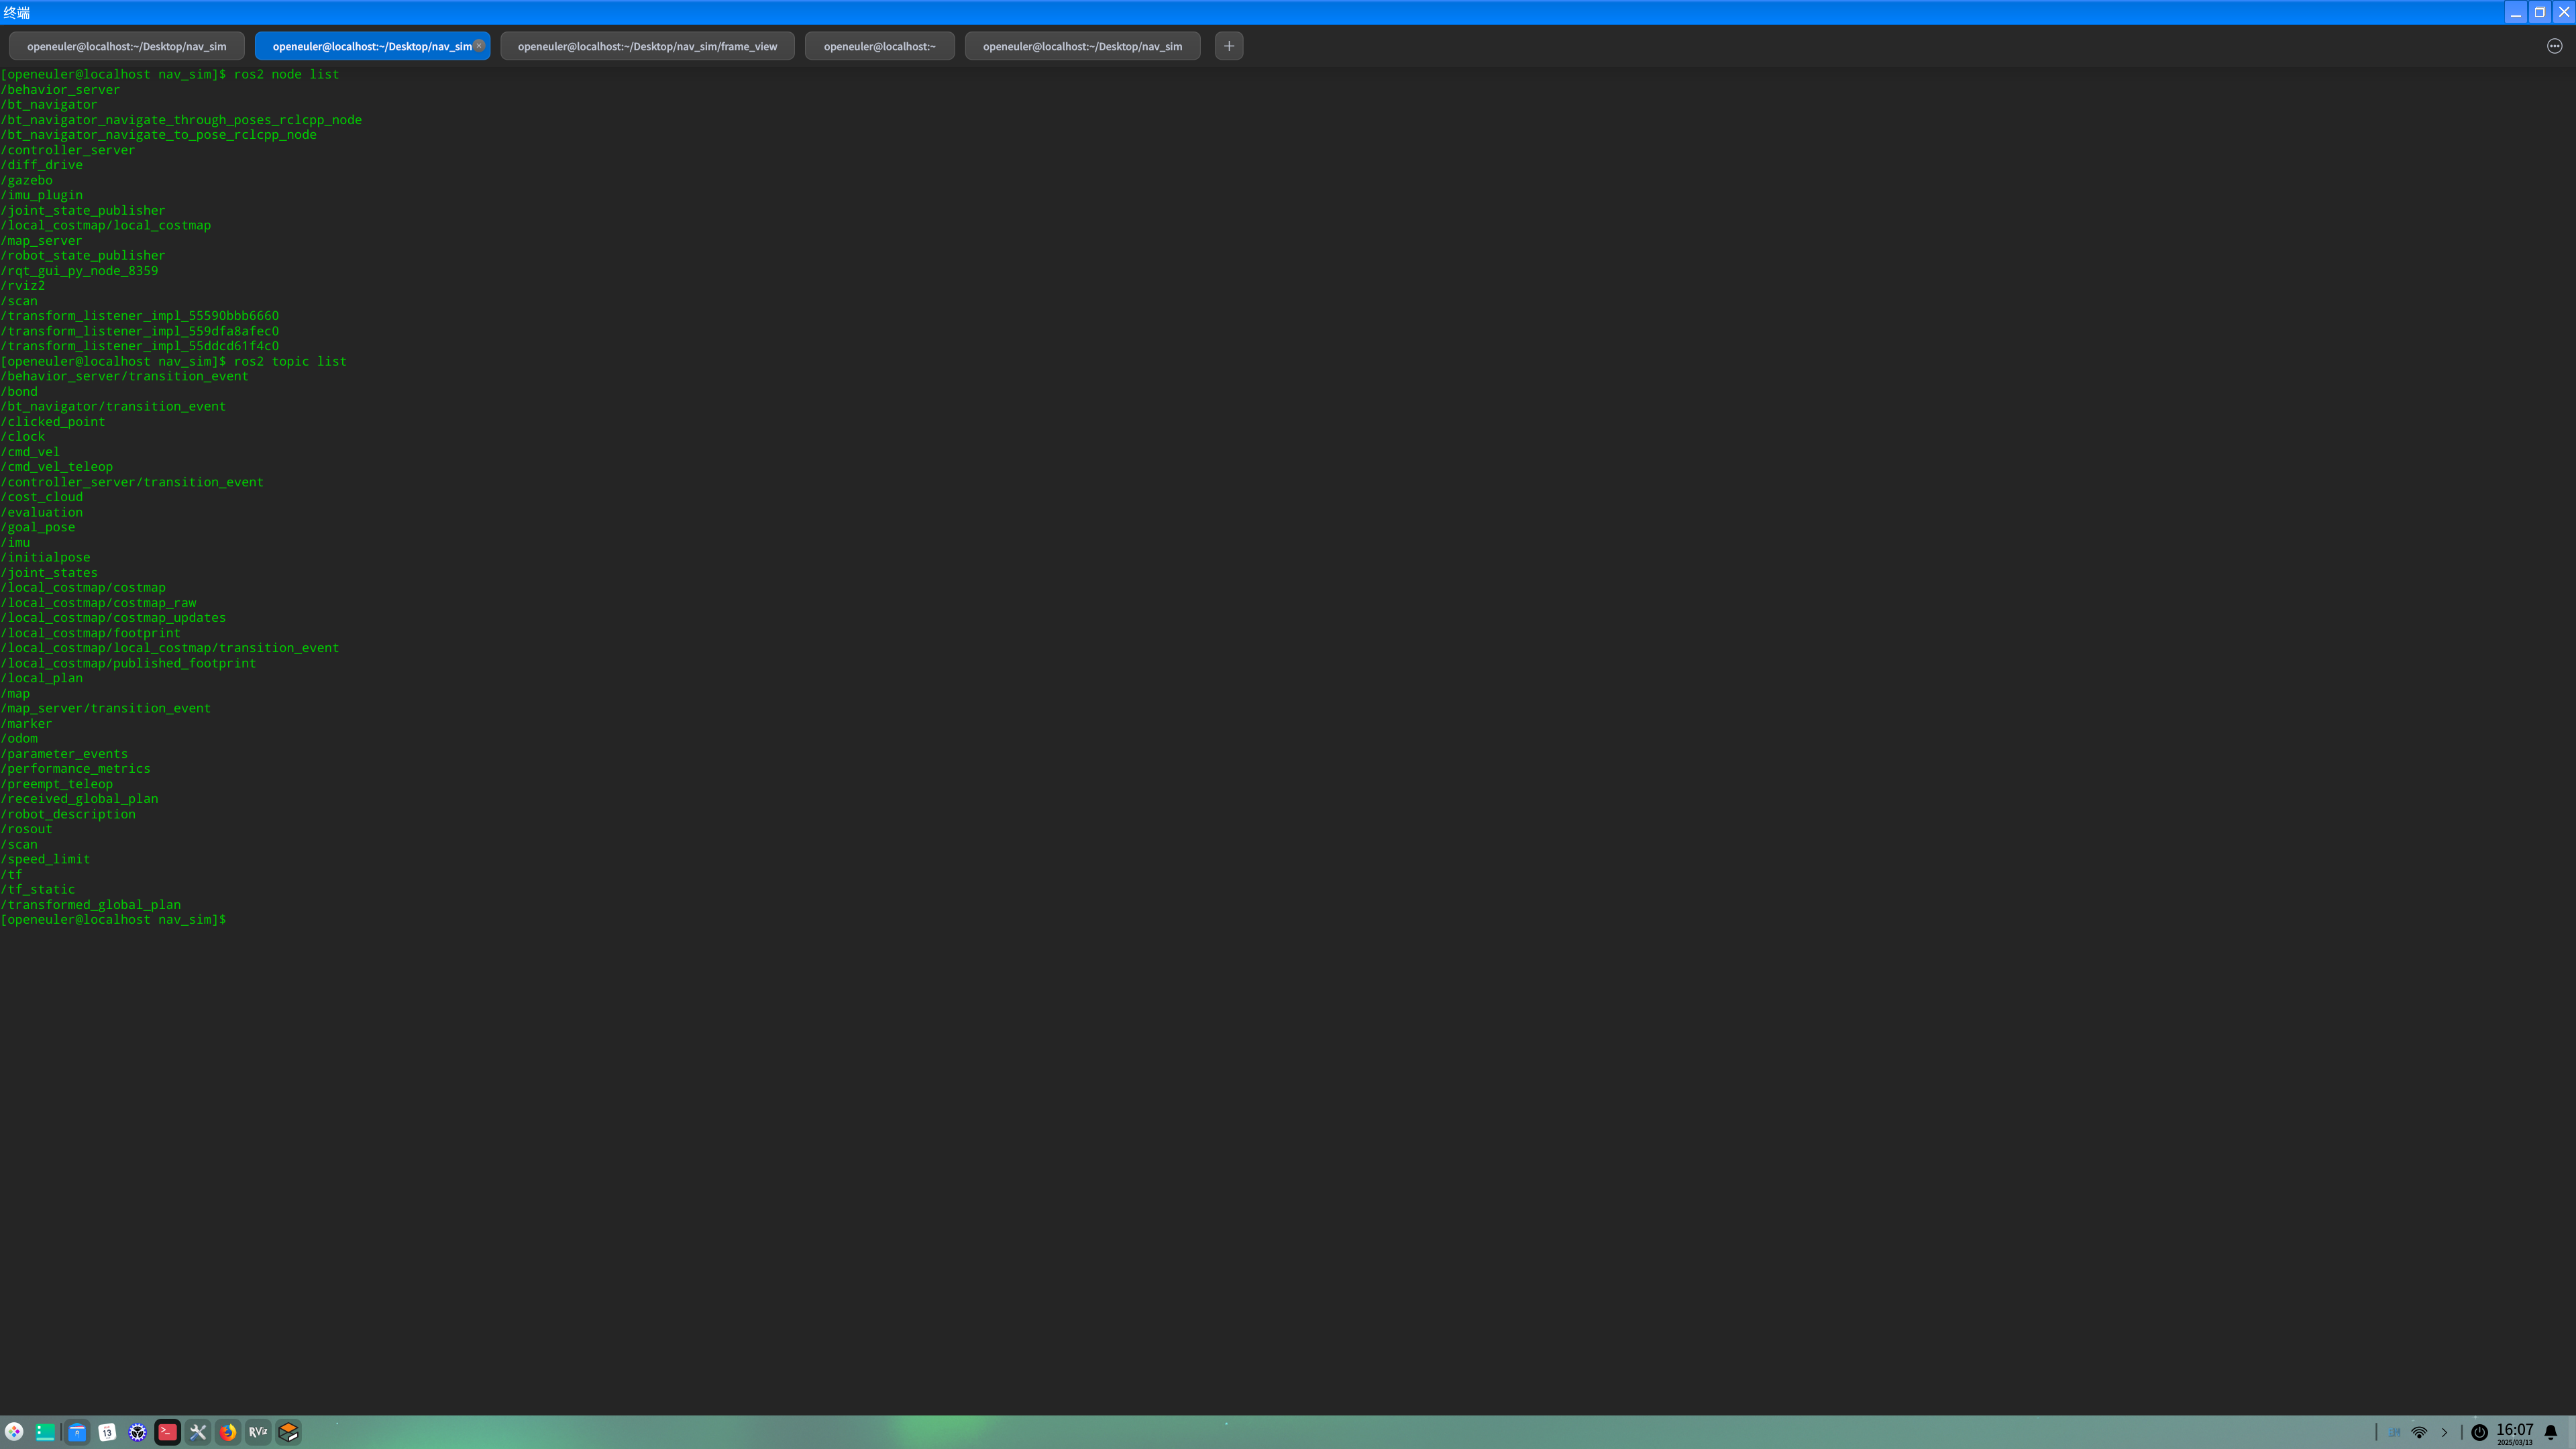 终端
openeuler@localhost:~/Desktop/nav_sim
openeuler@localhost:~/Desktop/nav_sim
openeuler@localhost:~/Desktop/nav_sim/frame_view
openeuler@localhost:~
openeuler@localhost:~/Desktop/nav_sim
[openeuler@localhost nav_sim]$ ros2 node list
/behavior_server
/bt_navigator
/bt_navigator_navigate_through_poses_rclcpp_node
/bt_navigator_navigate_to_pose_rclcpp_node
/controller_server
/diff_drive
/gazebo
/imu_plugin
/joint_state_publisher
/local_costmap/local_costmap
/map_server
/robot_state_publisher
/rqt_gui_py_node_8359
/rviz2
/scan
/transform_listener_impl_55590bbb6660
/transform_listener_impl_559dfa8afec0
/transform_listener_impl_55ddcd61f4c0
[openeuler@localhost nav_sim]$ ros2 topic list
/behavior_server/transition_event
/bond
/bt_navigator/transition_event
/clicked_point
/clock
/cmd_vel
/cmd_vel_teleop
/controller_server/transition_event
/cost_cloud
/evaluation
/goal_pose
/imu
/initialpose
/joint_states
/local_costmap/costmap
/local_costmap/costmap_raw
/local_costmap/costmap_updates
/local_costmap/footprint
/local_costmap/local_costmap/transition_event
/local_costmap/published_footprint
/local_plan
/map
/map_server/transition_event
/marker
/odom
/parameter_events
/performance_metrics
/preempt_teleop
/received_global_plan
/robot_description
/rosout
/scan
/speed_limit
/tf
/tf_static
/transformed_global_plan
[openeuler@localhost nav_sim]$
13
RViz
16:07
2025/03/13